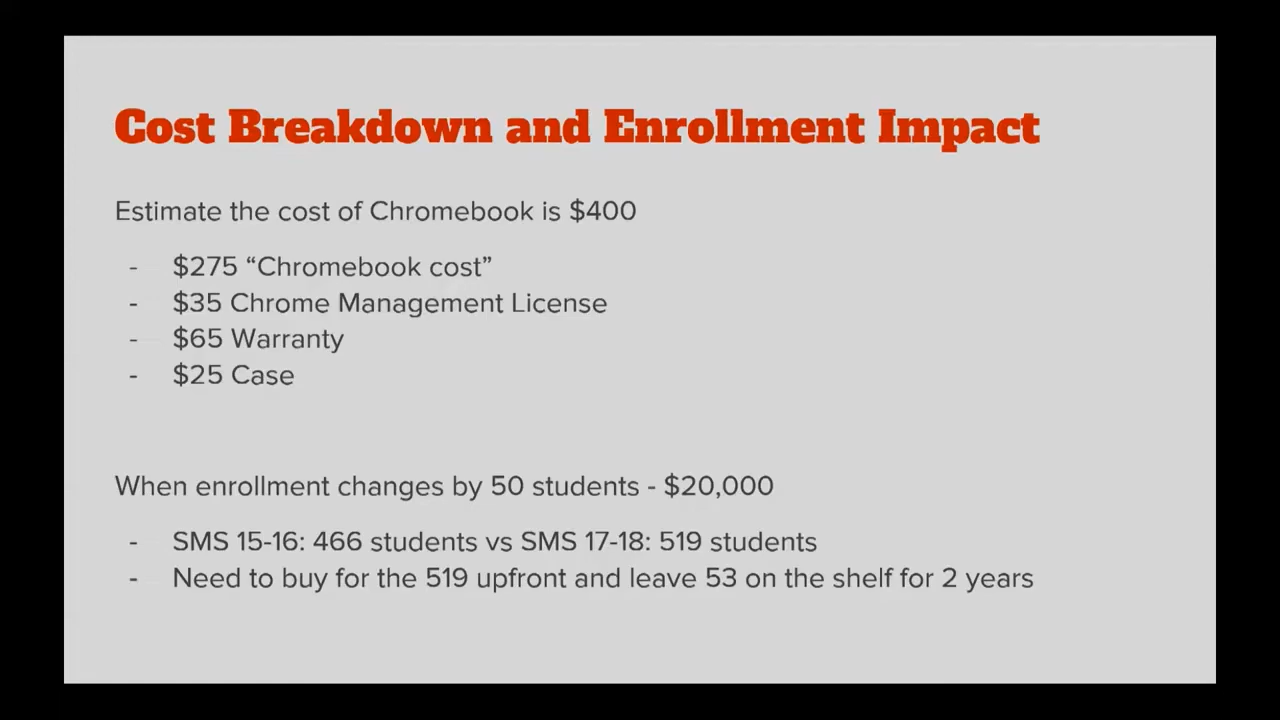 Cost Breakdown and Enrollment Impact
Estimate the cost of Chromebook is $400
- $275 “Chromebook cost”
- $35 Chrome Management License
- $65 Warranty
- $25 Case
When enrollment changes by 50 students - $20,000
- SMS 15-16: 466 students vs SMS 17-18: 519 students
- Need to buy for the 519 upfront and leave 53 on the shelf for 2 years